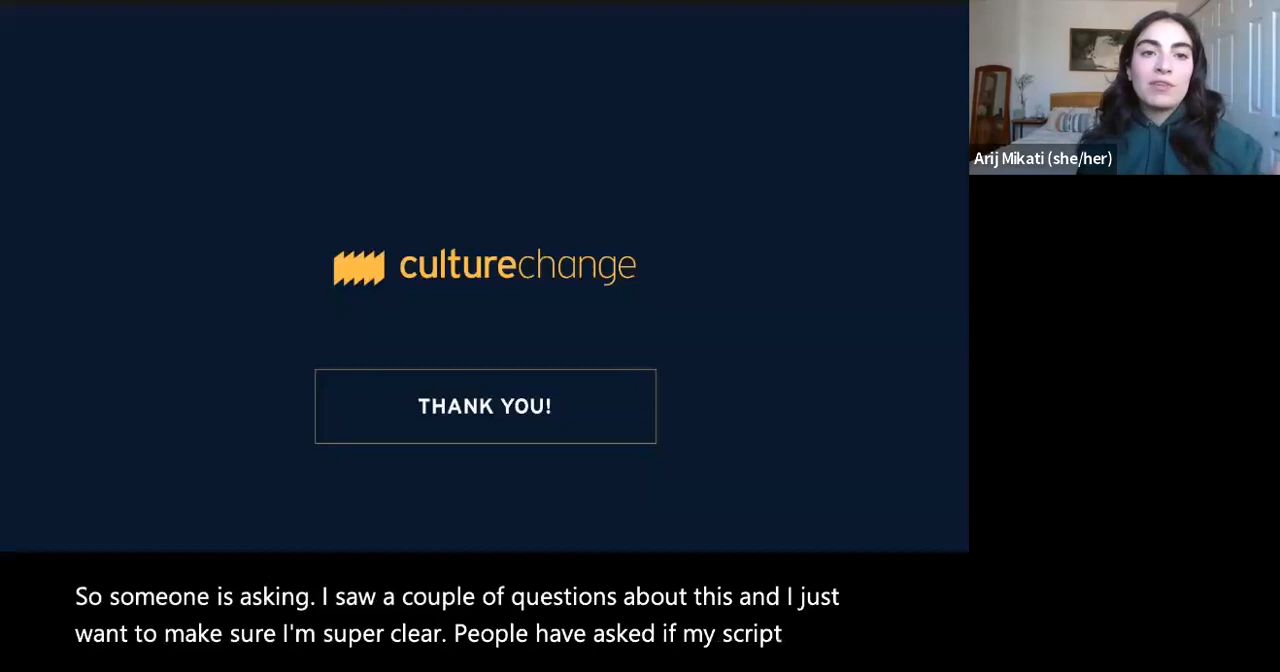 culturechange
THANK YOU!
Arij Mikati (she/her)
So someone is asking. I saw a couple of questions about this and I just
want to make sure I'm super clear. People have asked if my script